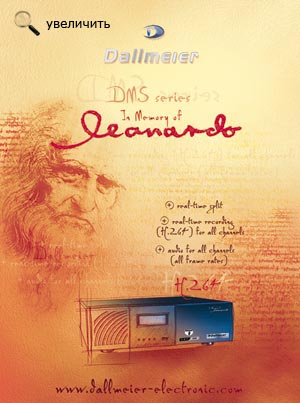 увеличить
Dallmeier
DMS series
In Memory of
Leonardo
real-time split
real-time recording
(H.264) for all channels
audio for all channels
(all frame rates)
H.264
www.dallmeier-electronic.com